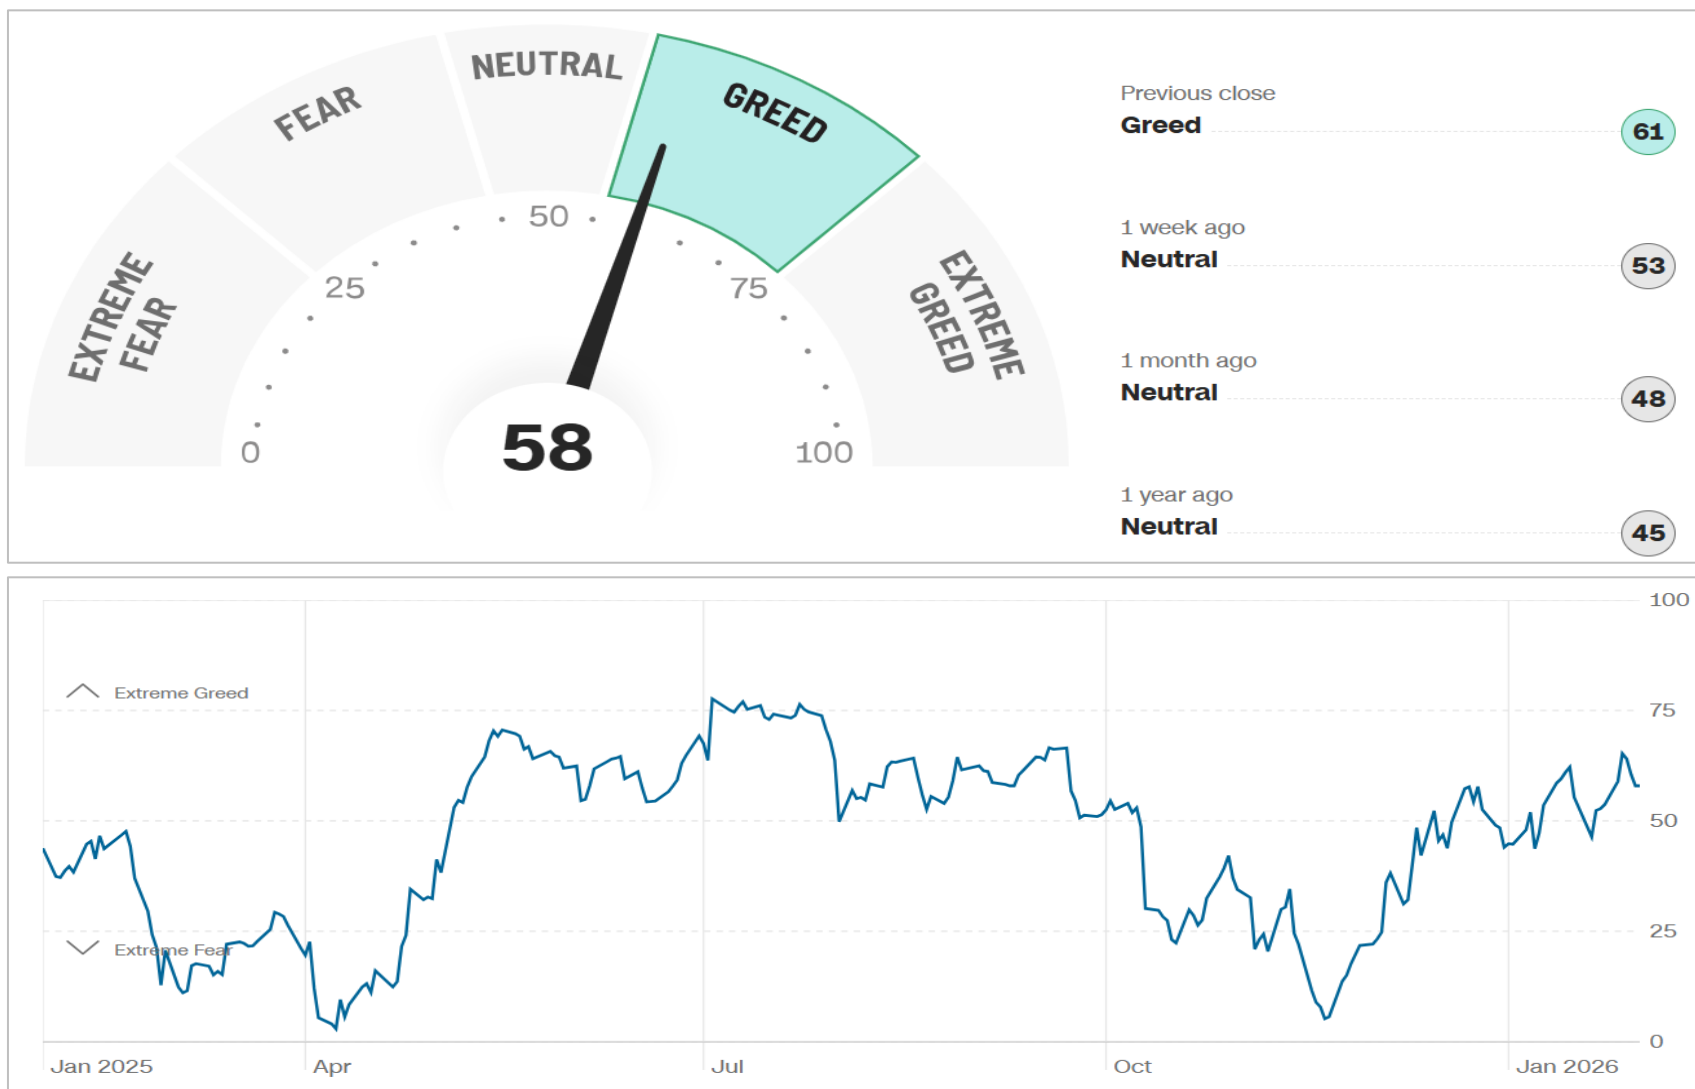 EXTREME
FEAR
FEAR
NEUTRAL
GREED
EXTREME
GREED
0
25
50
75
100
58
Previous close
Greed 61
1 week ago
Neutral 53
1 month ago
Neutral 48
1 year ago
Neutral 45
100
Extreme Greed
75
50
25
Extreme Fear
0
Jan 2025 Apr Jul Oct Jan 2026